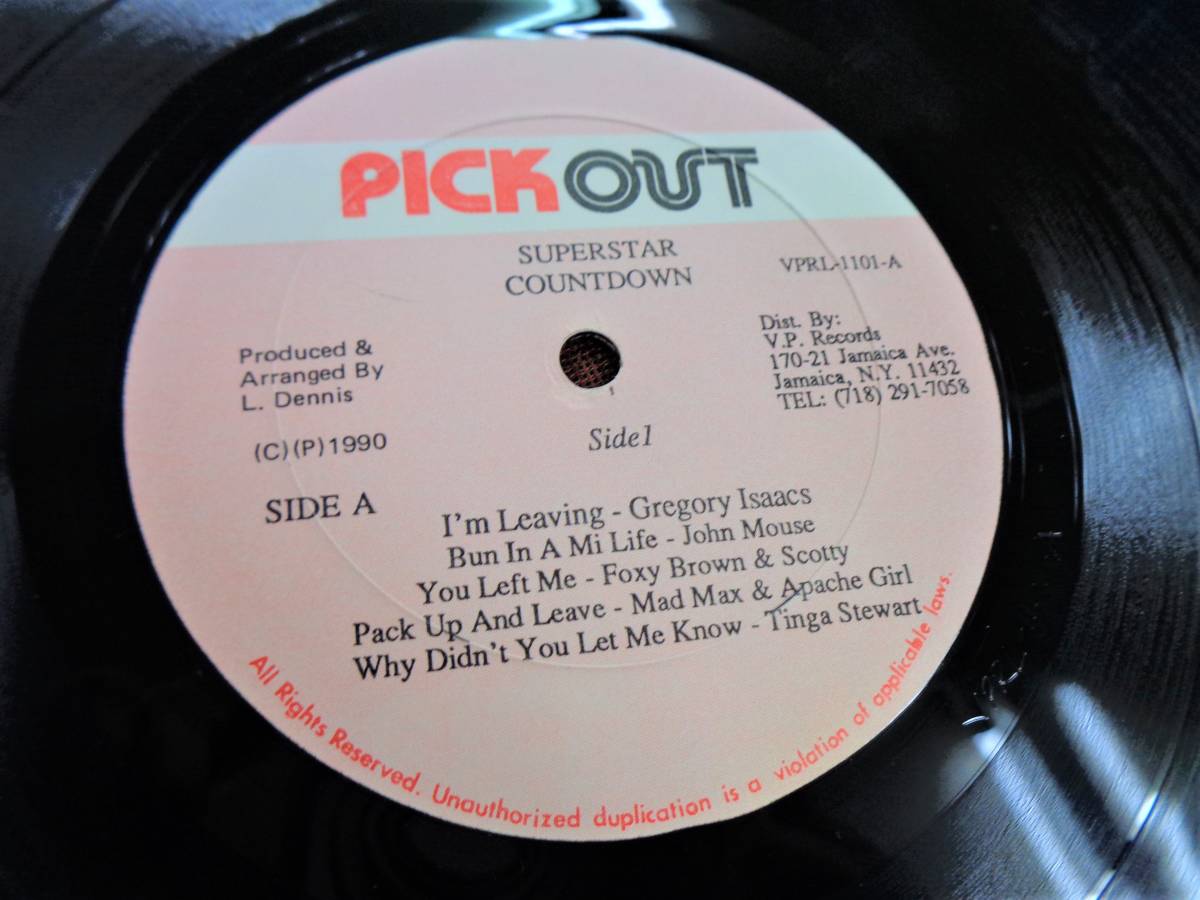 PICK OUT
SUPERSTAR
COUNTDOWN
VPRL-1101-A
Produced &
Arranged By
L. Dennis
(C)(P)1990
SIDE A
Dist. By:
V.P. Records
170-21 Jamaica Ave.
Jamaica, N.Y. 11432
TEL: (718) 291-7058
Side1
I'm Leaving - Gregory Isaacs
Bun In A Mi Life - John Mouse
You Left Me - Foxy Brown & Scotty
Pack Up And Leave - Mad Max & Apache Girl
Why Didn't You Let Me Know - Tinga Stewart
All Rights Reserved. Unauthorized duplication is a violation of applicable laws.